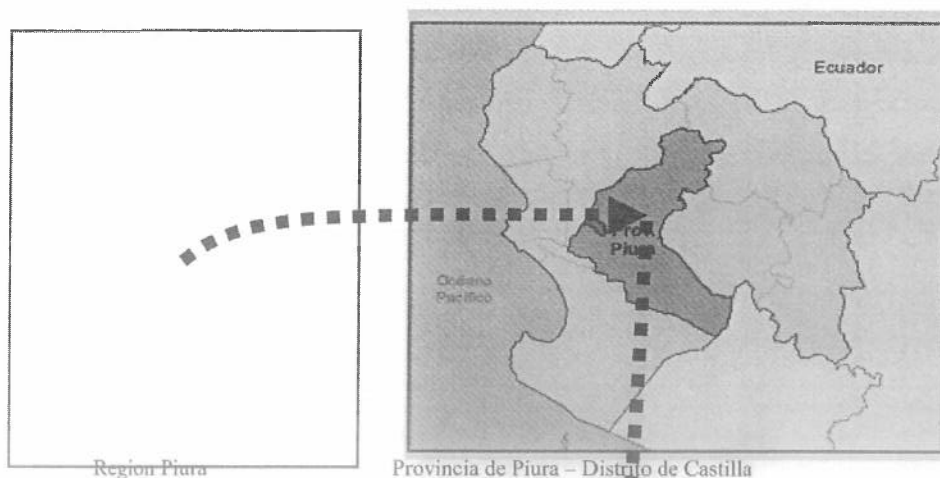 Ecuador
Prov.
Piura
Océano
Pacífico
Region Piura
Provincia de Piura – Distrito de Castilla